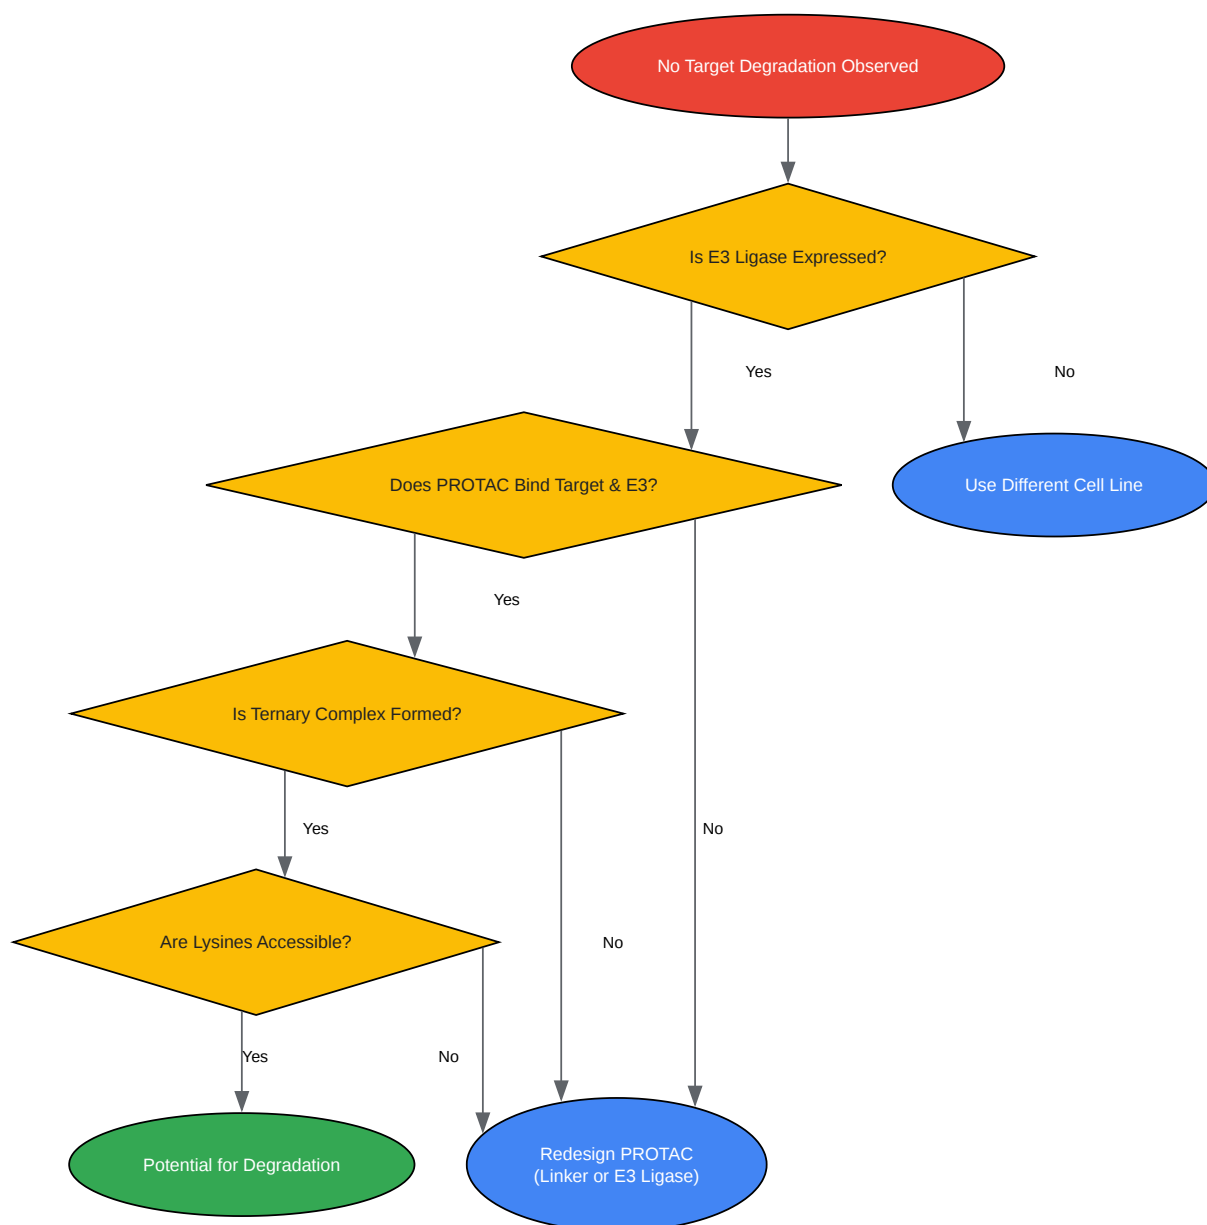 No Target Degradation Observed
Is E3 Ligase Expressed?
Yes
No
Does PROTAC Bind Target & E3?
Use Different Cell Line
Yes
Is Ternary Complex Formed?
Yes
No
Are Lysines Accessible?
No
Yes
No
Potential for Degradation
Redesign PROTAC
(Linker or E3 Ligase)